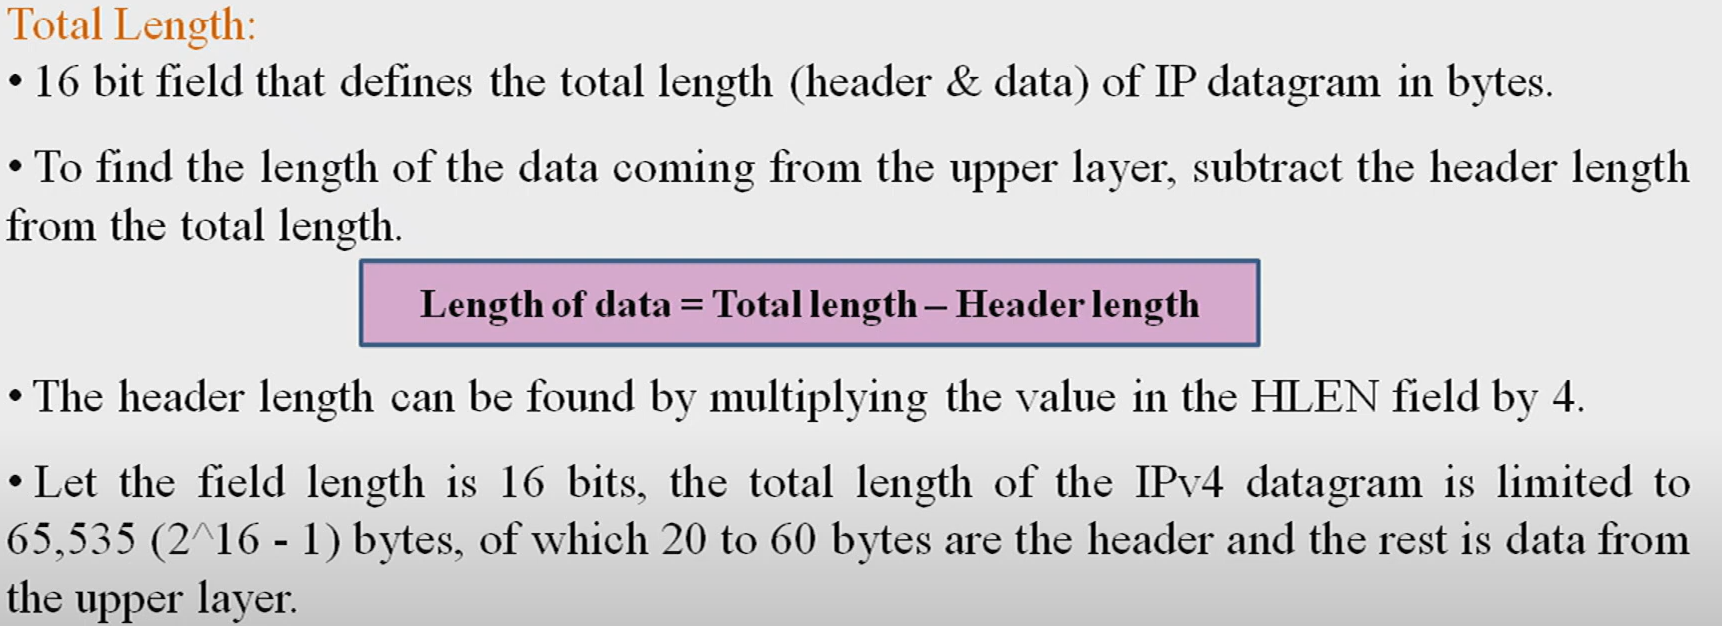 Total Length:
• 16 bit field that defines the total length (header & data) of IP datagram in bytes.
• To find the length of the data coming from the upper layer, subtract the header length
from the total length.
Length of data = Total length – Header length
• The header length can be found by multiplying the value in the HLEN field by 4.
• Let the field length is 16 bits, the total length of the IPv4 datagram is limited to
65,535 (2^16 - 1) bytes, of which 20 to 60 bytes are the header and the rest is data from
the upper layer.